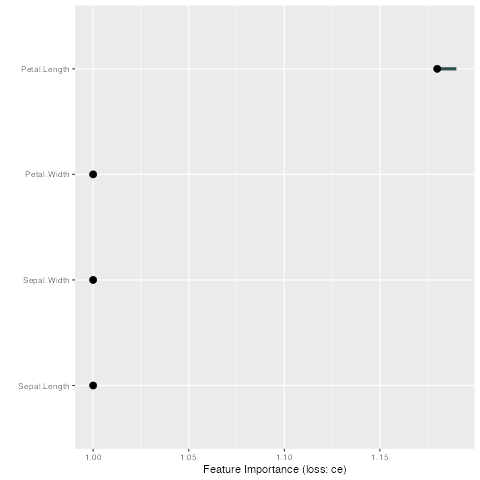 Petal.Length
Petal.Width
Sepal.Width
Sepal.Length
1.00 1.05 1.10 1.15
Feature Importance (loss: ce)